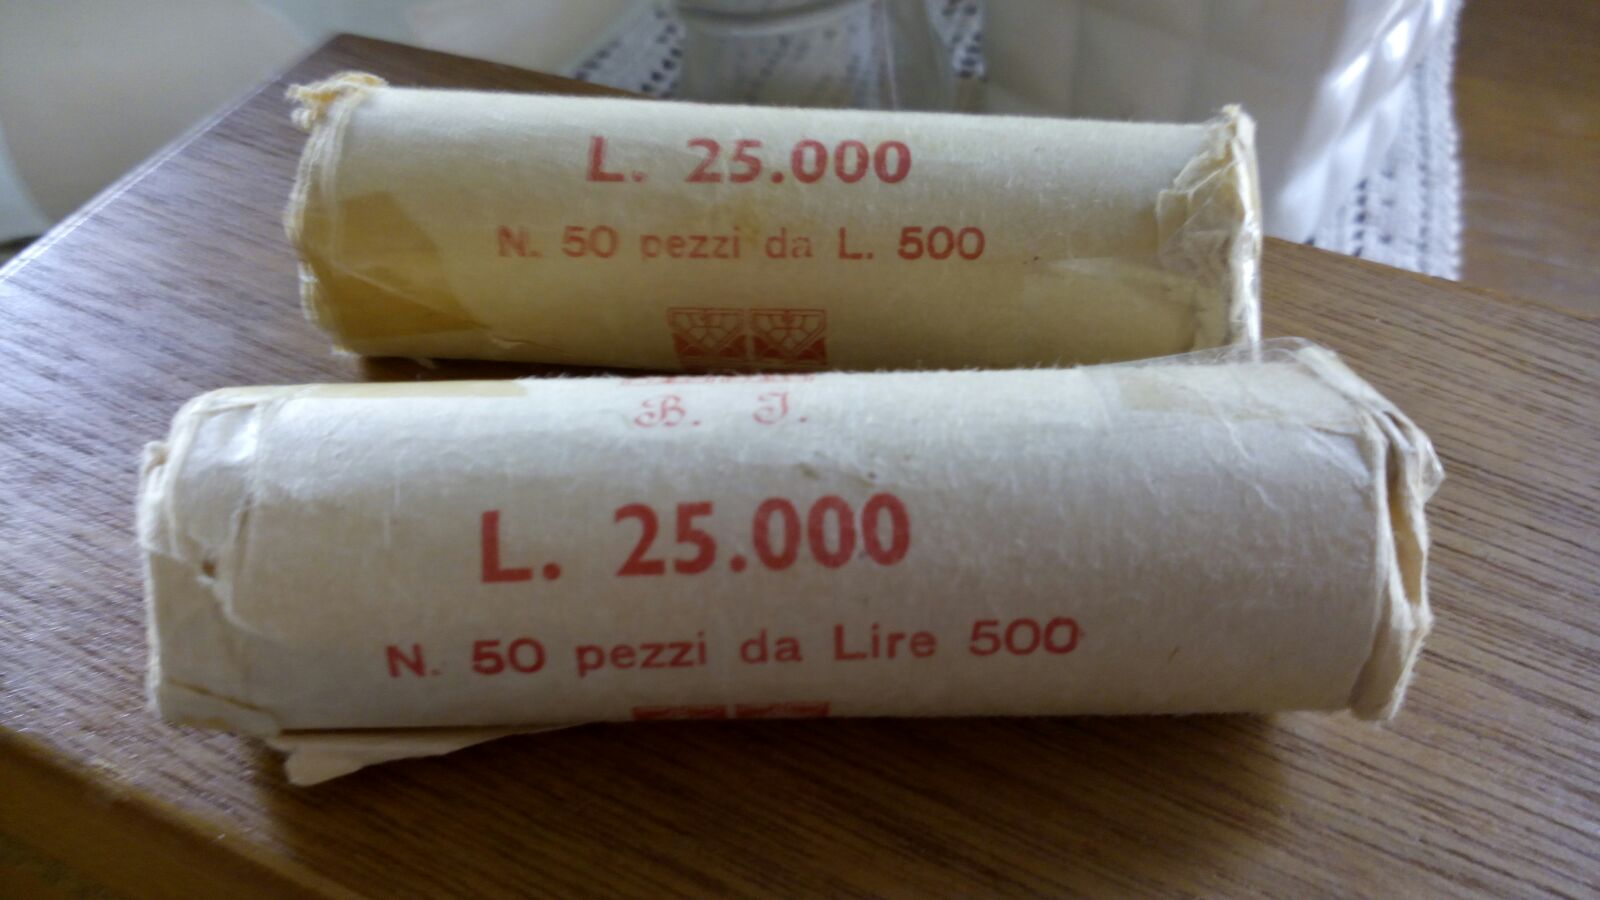 L. 25.000
N. 50 pezzi da L. 500
B. I.
L. 25.000
N. 50 pezzi da Lire 500